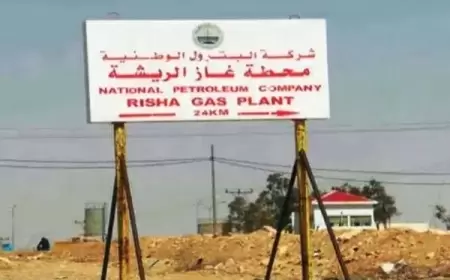 شركة البترول الوطنية
محطة غاز الريشة
NATIONAL PETROLEUM COMPANY
RISHA GAS PLANT
24KM